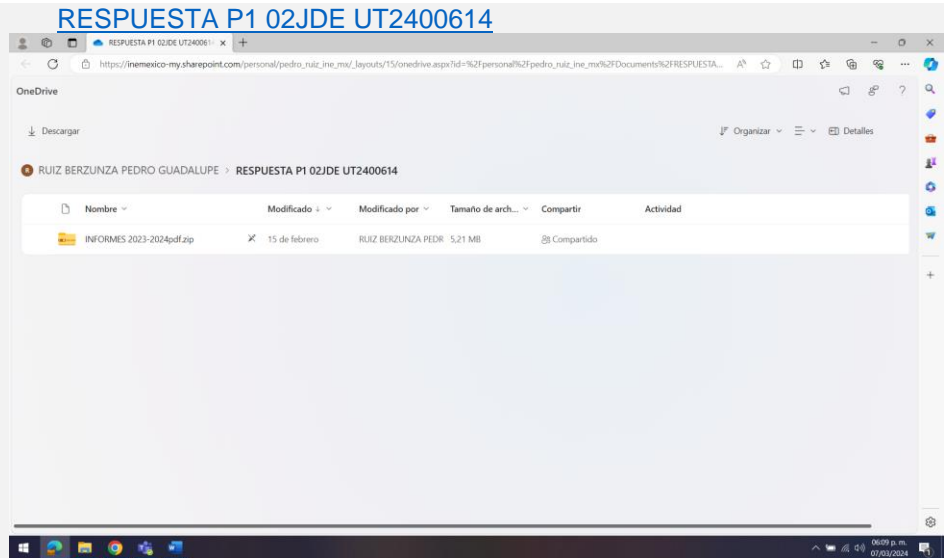 RESPUESTA P1 02JDE UT2400614
RESPUESTA P1 02JDE UT240061
https://inemexico-my.sharepoint.com/personal/pedro_ruiz_ine_mx/_layouts/15/onedrive.aspx?id=%2Fpersonal%2Fpedro_ruiz_ine_mx%2FDocuments%2FRESPUESTA...
OneDrive
Descargar
Organizar
Detalles
R RUIZ BERZUNZA PEDRO GUADALUPE > RESPUESTA P1 02JDE UT2400614
Nombre Modificado Modificado por Tamaño de arch... Compartir Actividad
INFORMES 2023-2024pdf.zip 15 de febrero RUIZ BERZUNZA PEDR 5,21 MB Compartido
06:09 p. m.
07/03/2024